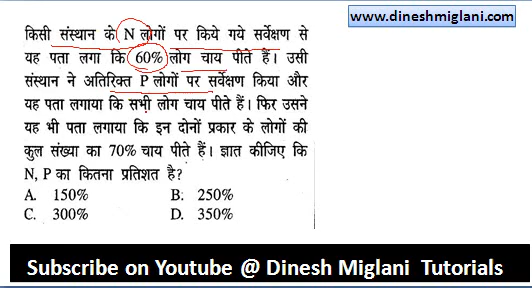 www.dineshmiglani.com
किसी संस्थान के N लोगों पर किये गये सर्वेक्षण से
यह पता लगा कि 60% लोग चाय पीते हैं। उसी
संस्थान ने अतिरिक्त P लोगों पर सर्वेक्षण किया और
यह पता लगाया कि सभी लोग चाय पीते हैं। फिर उसने
यह भी पता लगाया कि इन दोनों प्रकार के लोगों की
कुल संख्या का 70% चाय पीते हैं। ज्ञात कीजिए कि
N, P का कितना प्रतिशत है?
A. 150% B. 250%
C. 300% D. 350%
Subscribe on Youtube @ Dinesh Miglani Tutorials